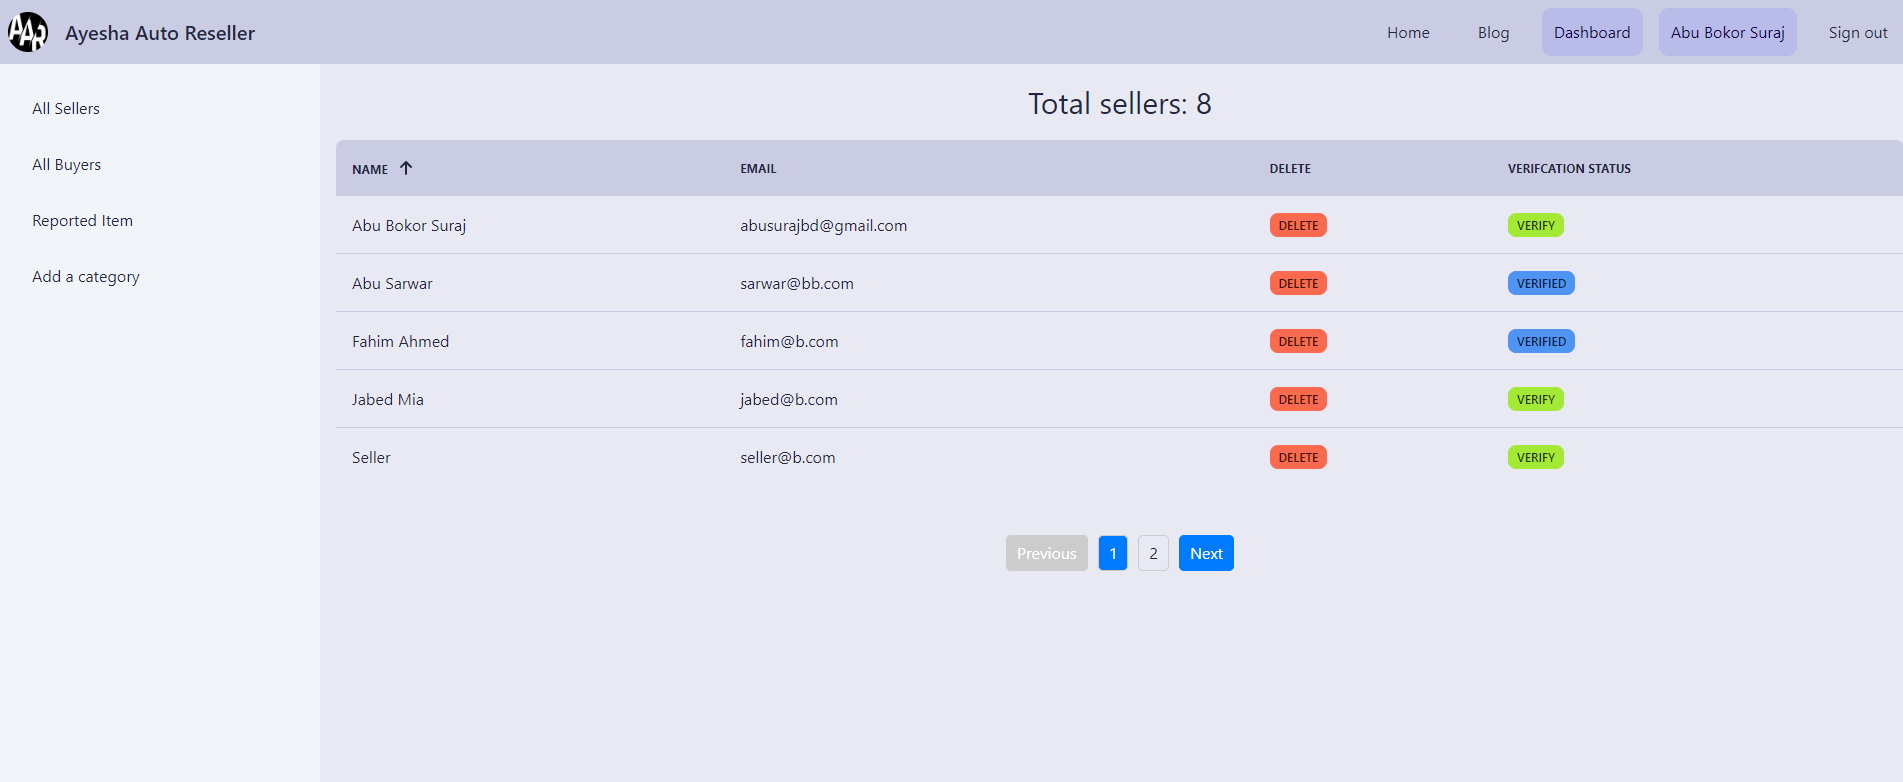 AAR Ayesha Auto Reseller Home Blog Dashboard Abu Bokor Suraj Sign out
All Sellers
All Buyers
Reported Item
Add a category
Total sellers: 8
NAME EMAIL DELETE VERIFCATION STATUS
Abu Bokor Suraj abusurajbd@gmail.com DELETE VERIFY
Abu Sarwar sarwar@bb.com DELETE VERIFIED
Fahim Ahmed fahim@b.com DELETE VERIFIED
Jabed Mia jabed@b.com DELETE VERIFY
Seller seller@b.com DELETE VERIFY
Previous 1 2 Next